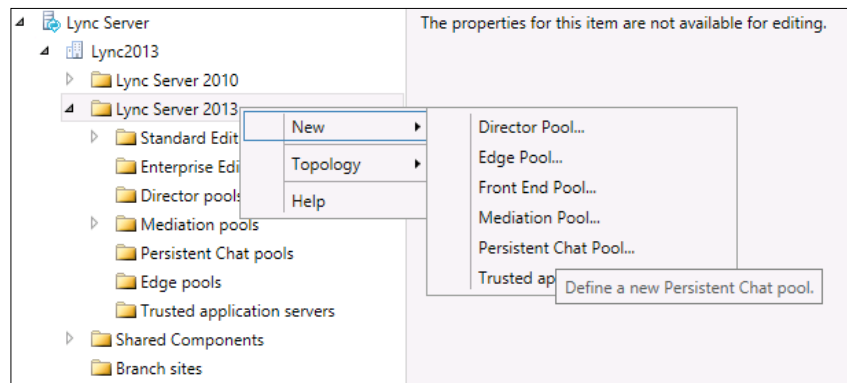 Lync Server
The properties for this item are not available for editing.
Lync2013
Lync Server 2010
Lync Server 2013
New
Director Pool...
Standard Edit
Edge Pool...
Enterprise Edi
Topology
Front End Pool...
Director pools
Help
Mediation Pool...
Mediation pools
Persistent Chat Pool...
Persistent Chat pools
Trusted ap
Define a new Persistent Chat pool.
Edge pools
Trusted application servers
Shared Components
Branch sites